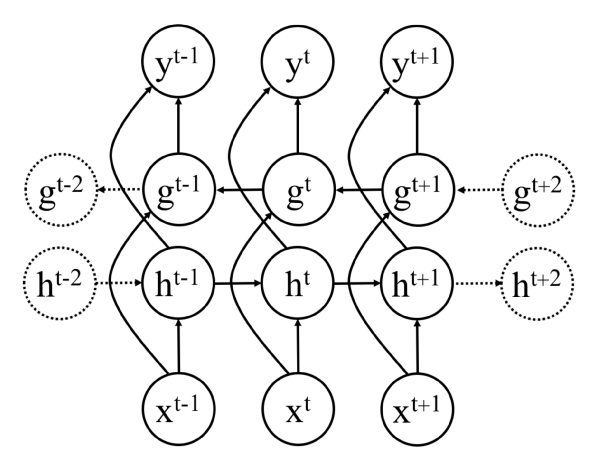 y^t-1 y^t y^t+1
g^t-2 g^t-1 g^t g^t+1 g^t+2
h^t-2 h^t-1 h^t h^t+1 h^t+2
x^t-1 x^t x^t+1